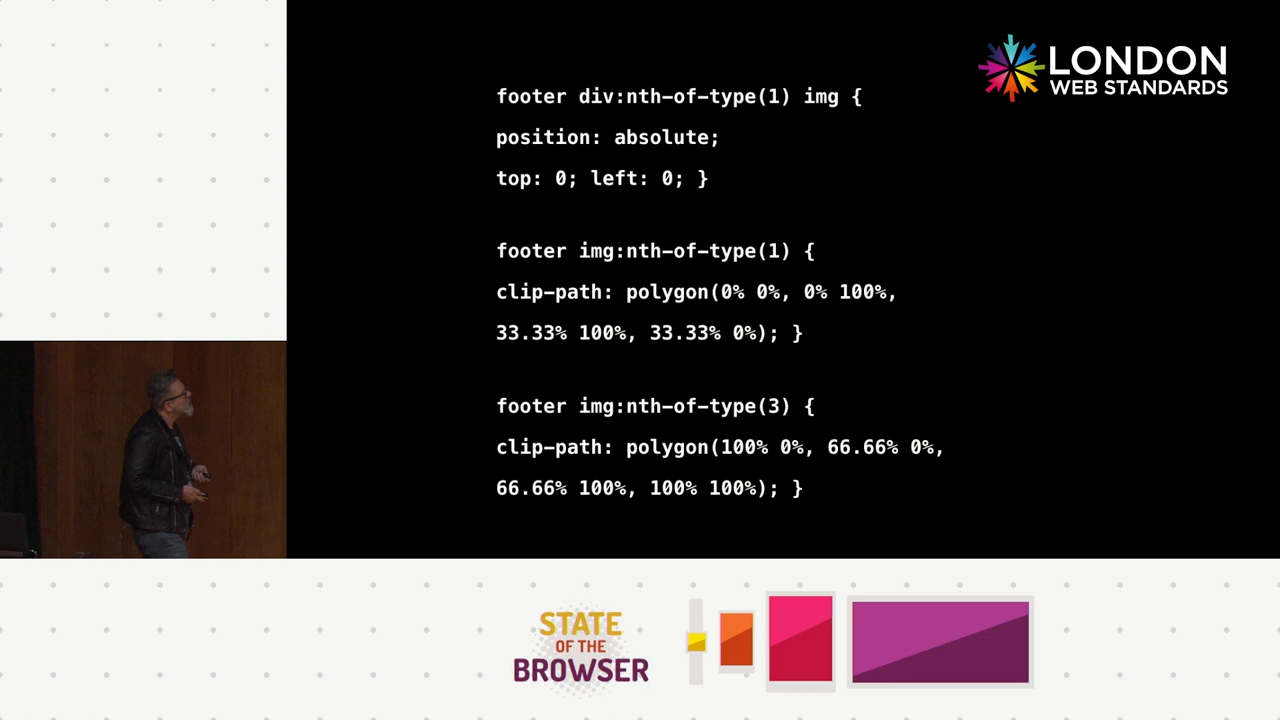 LONDON
WEB STANDARDS
footer div:nth-of-type(1) img {
position: absolute;
top: 0; left: 0; }
footer img:nth-of-type(1) {
clip-path: polygon(0% 0%, 0% 100%,
33.33% 100%, 33.33% 0%); }
footer img:nth-of-type(3) {
clip-path: polygon(100% 0%, 66.66% 0%,
66.66% 100%, 100% 100%); }
STATE
OF THE
BROWSER